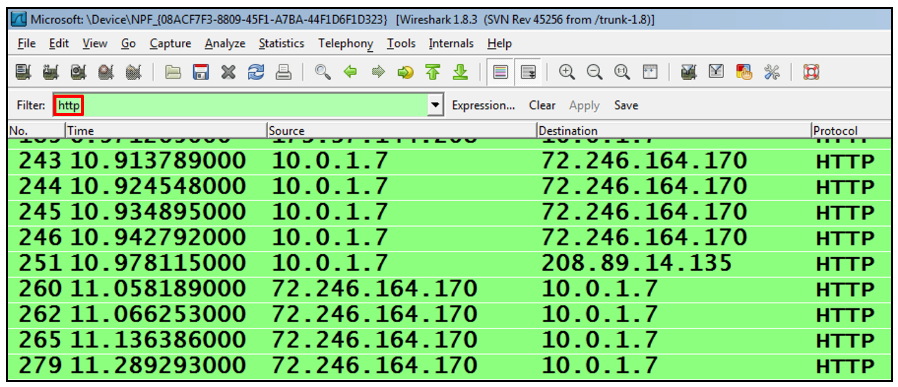 Microsoft: \Device\NPF_{08ACF7F3-8809-45F1-A7BA-44F1D6F1D323} [Wireshark 1.8.3 (SVN Rev 45256 from /trunk-1.8)]
File Edit View Go Capture Analyze Statistics Telephony Tools Internals Help
Filter: http Expression... Clear Apply Save
No. Time Source Destination Protocol
243 10.913789000 10.0.1.7 72.246.164.170 HTTP
244 10.924548000 10.0.1.7 72.246.164.170 HTTP
245 10.934895000 10.0.1.7 72.246.164.170 HTTP
246 10.942792000 10.0.1.7 72.246.164.170 HTTP
251 10.978115000 10.0.1.7 208.89.14.135 HTTP
260 11.058189000 72.246.164.170 10.0.1.7 HTTP
262 11.066253000 72.246.164.170 10.0.1.7 HTTP
265 11.136386000 72.246.164.170 10.0.1.7 HTTP
279 11.289293000 72.246.164.170 10.0.1.7 HTTP